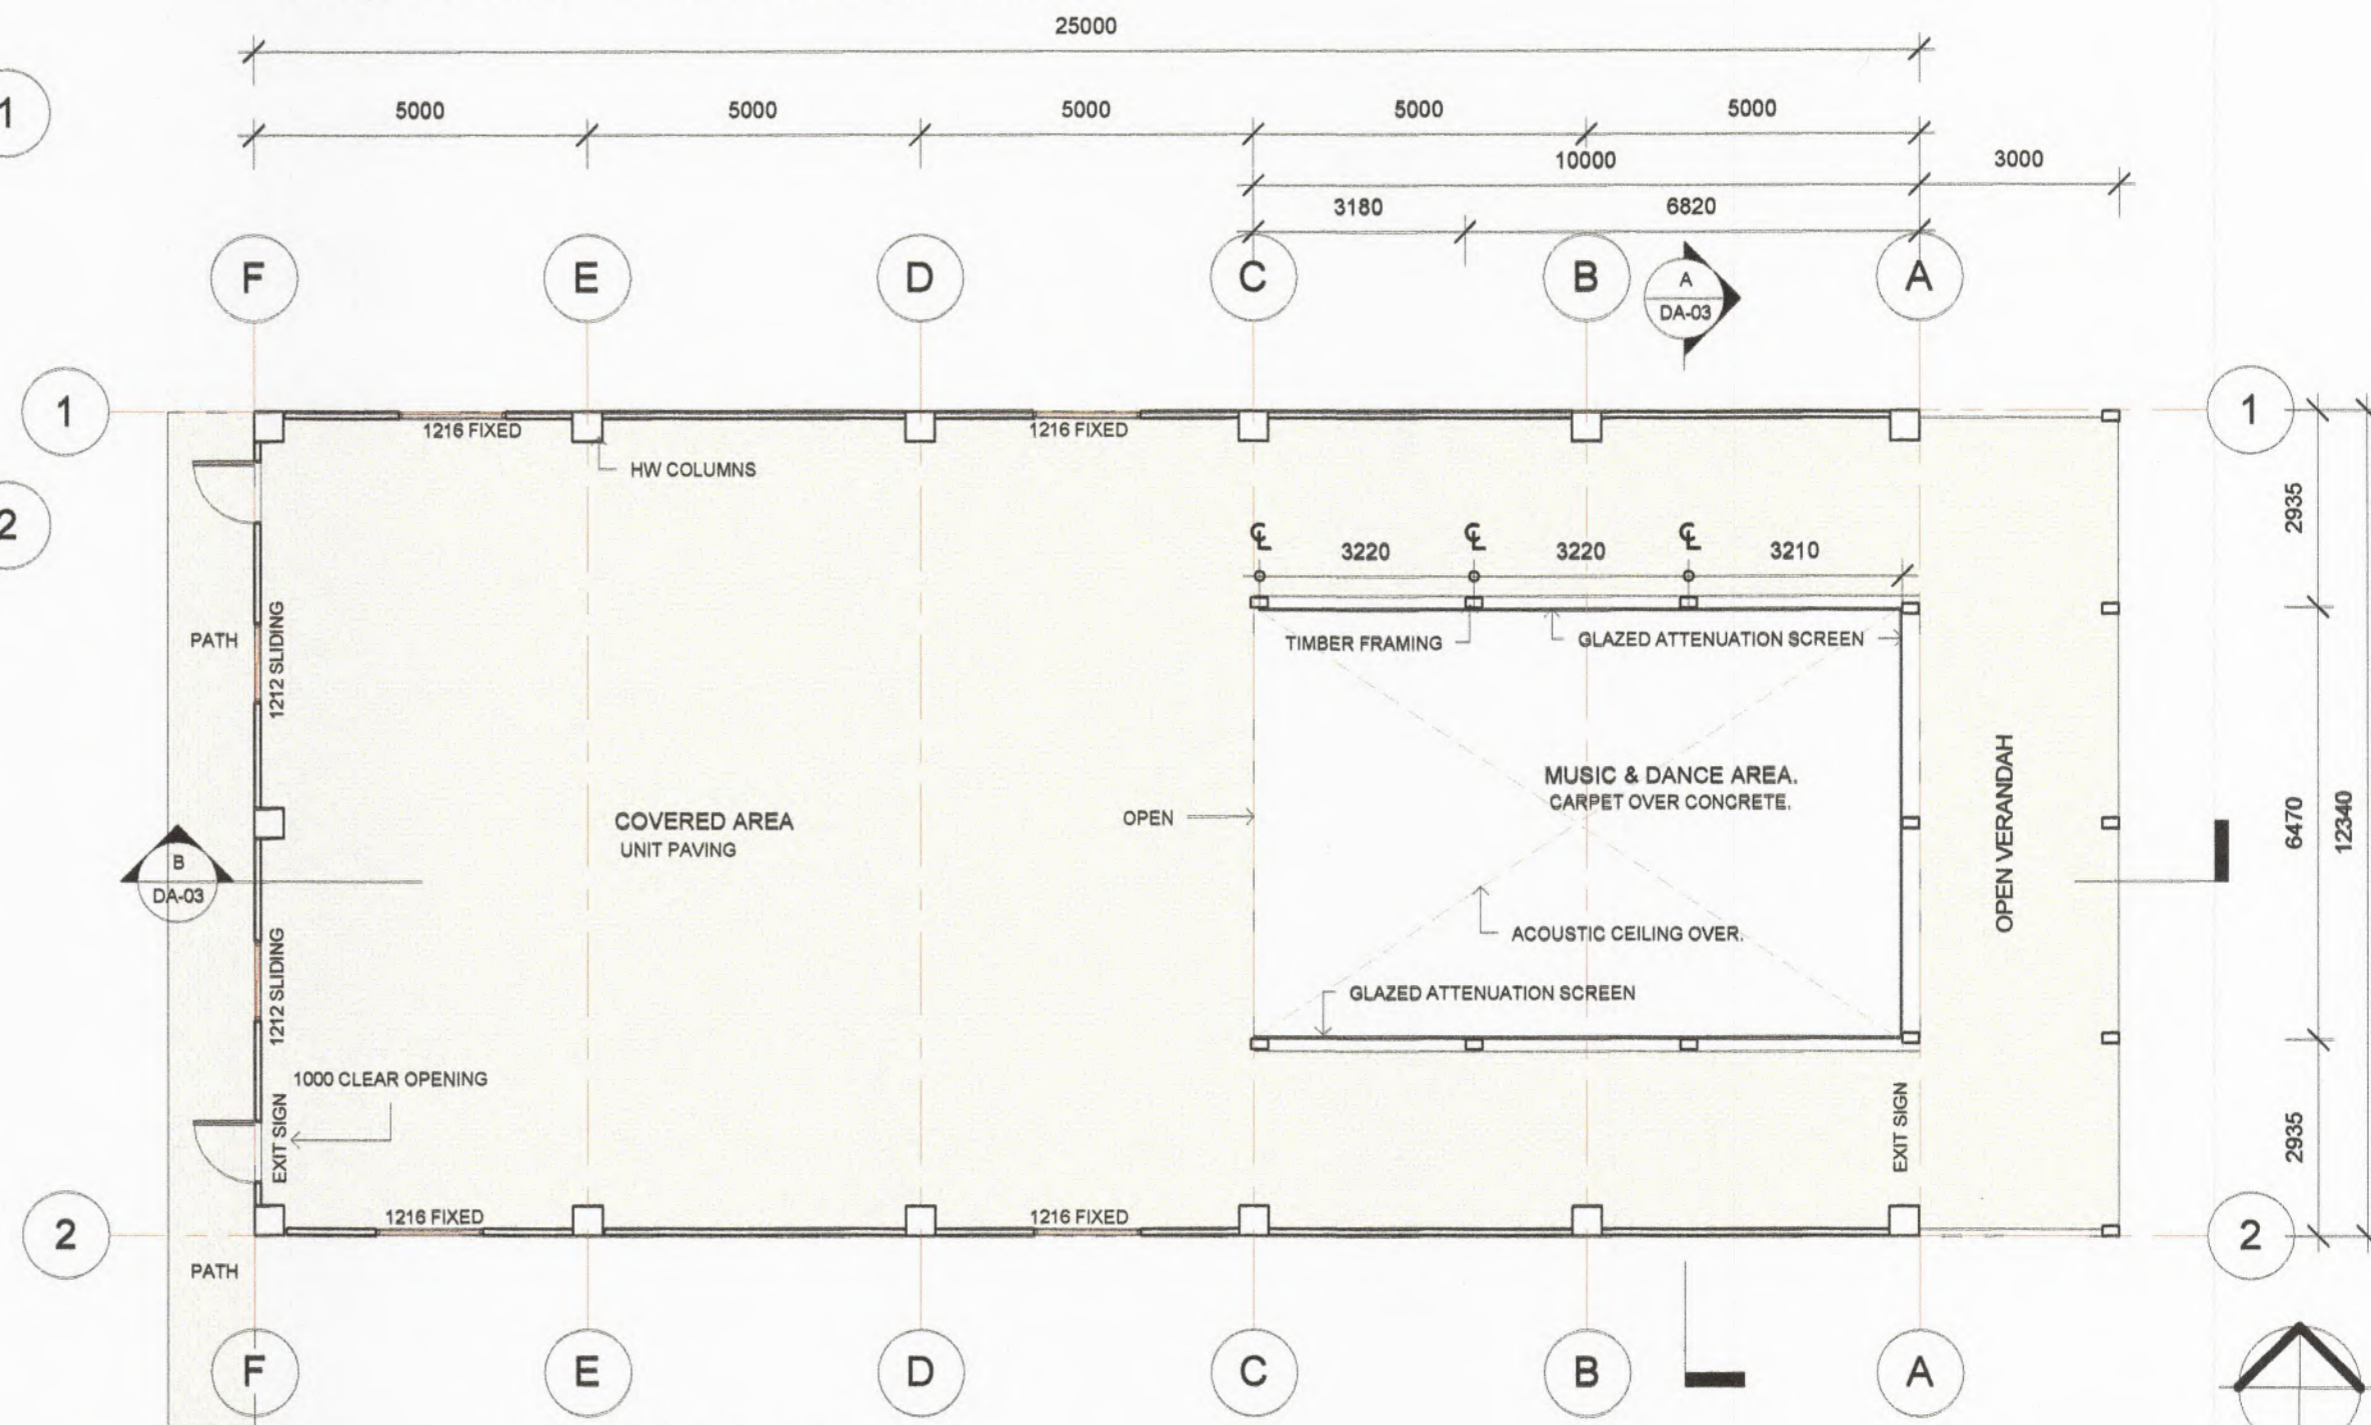 25000
1
5000 5000 5000 5000 5000
10000 3000
3180 6820
F E D C B A
A
DA-03
1 1
1216 FIXED 1216 FIXED
HW COLUMNS
2
2935
℄ ℄ ℄
3220 3220 3210
PATH
1212 SLIDING
TIMBER FRAMING
GLAZED ATTENUATION SCREEN
MUSIC & DANCE AREA.
CARPET OVER CONCRETE.
COVERED AREA
UNIT PAVING
OPEN
OPEN VERANDAH
6470
12340
B
DA-03
ACOUSTIC CEILING OVER.
1212 SLIDING
GLAZED ATTENUATION SCREEN
1000 CLEAR OPENING
EXIT SIGN
EXIT SIGN
2935
1216 FIXED 1216 FIXED
2 2
PATH
F E D C B A